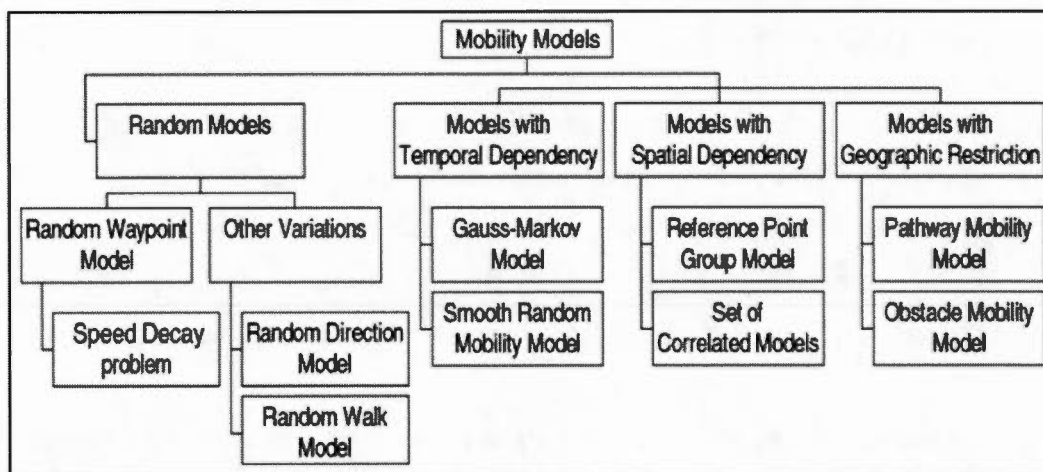 Mobility Models
Random Models
Models with
Temporal Dependency
Models with
Spatial Dependency
Models with
Geographic Restriction
Random Waypoint
Model
Other Variations
Gauss-Markov
Model
Reference Point
Group Model
Pathway Mobility
Model
Speed Decay
problem
Random Direction
Model
Smooth Random
Mobility Model
Set of
Correlated Models
Obstacle Mobility
Model
Random Walk
Model